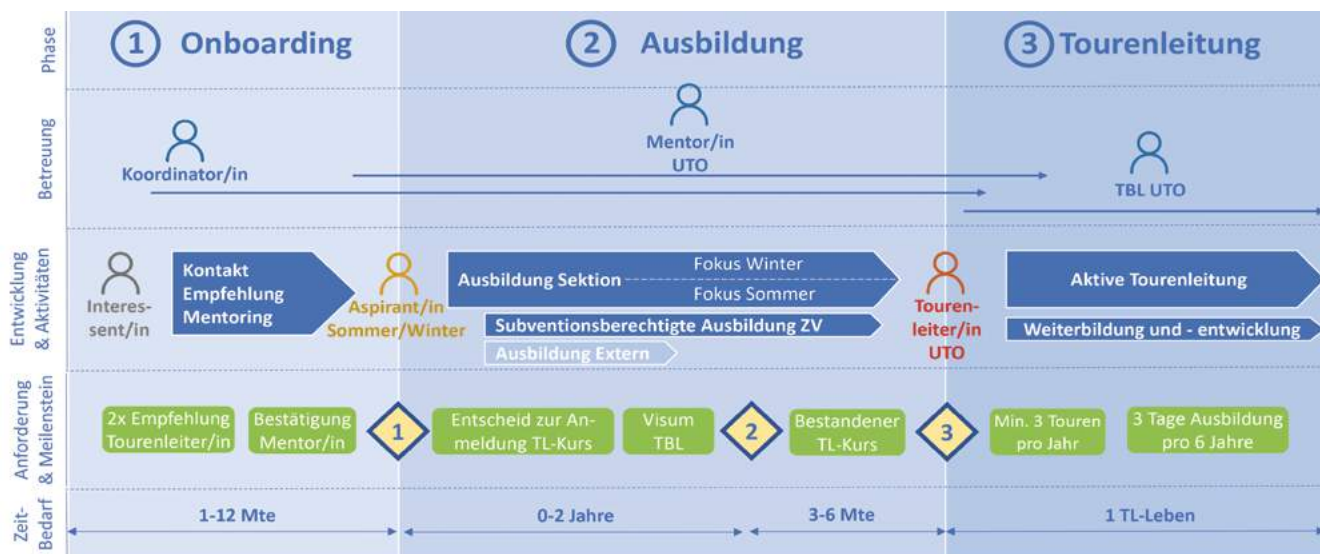 Phase
1 Onboarding
2 Ausbildung
3 Tourenleitung
Betreuung
Koordinator/in
Mentor/in
UTO
TBL UTO
Entwicklung
& Aktivitäten
Interes-
sent/in
Kontakt
Empfehlung
Mentoring
Aspirant/in
Sommer/Winter
Ausbildung Sektion
Fokus Winter
Fokus Sommer
Subventionsberechtigte Ausbildung ZV
Ausbildung Extern
Touren-
leiter/in
UTO
Aktive Tourenleitung
Weiterbildung und - entwicklung
Anforderung
& Meilenstein
2x Empfehlung
Tourenleiter/in
Bestätigung
Mentor/in
1
Entscheid zur An-
meldung TL-Kurs
Visum
TBL
2
Bestandener
TL-Kurs
3
Min. 3 Touren
pro Jahr
3 Tage Ausbildung
pro 6 Jahre
Zeit-
Bedarf
1-12 Mte
0-2 Jahre
3-6 Mte
1 TL-Leben